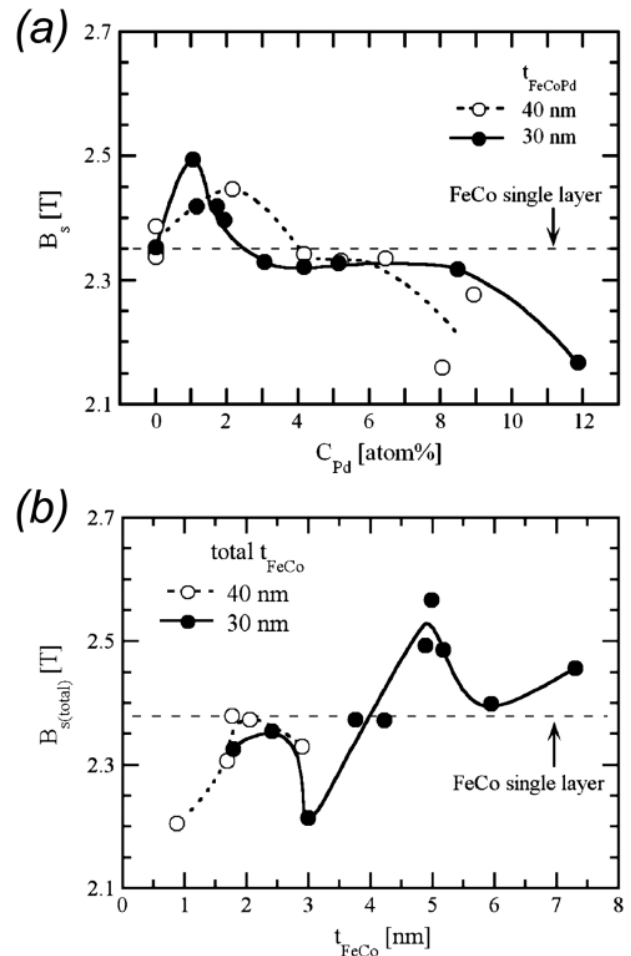 (a)
2.7
2.5
2.3
2.1
B_s [T]
t_FeCoPd
40 nm
30 nm
FeCo single layer
0 2 4 6 8 10 12
C_Pd [atom%]
(b)
2.7
2.5
2.3
2.1
B_s(total) [T]
total t_FeCo
40 nm
30 nm
FeCo single layer
0 1 2 3 4 5 6 7 8
t_FeCo [nm]